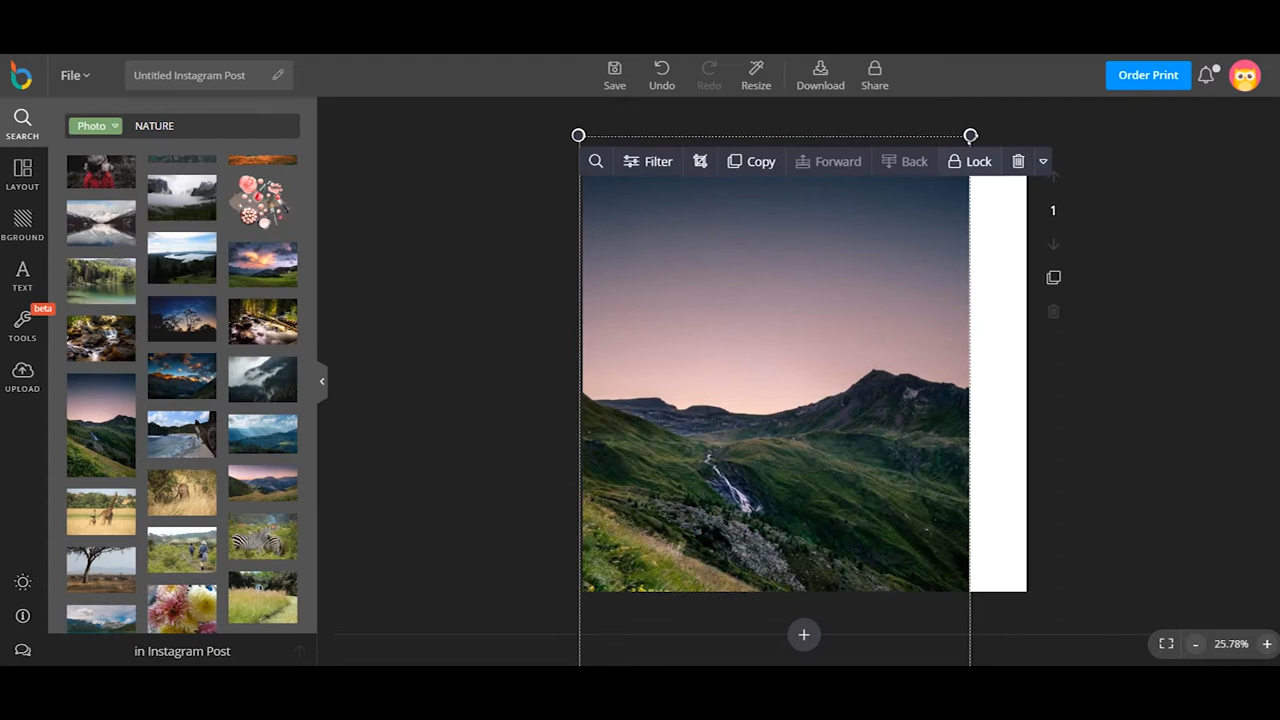 File
Untitled Instagram Post
Save
Undo
Redo
Resize
Download
Share
Order Print
SEARCH
LAYOUT
BGROUND
TEXT
beta
TOOLS
UPLOAD
Photo
NATURE
in Instagram Post
Filter
Copy
Forward
Back
Lock
1
25.78%